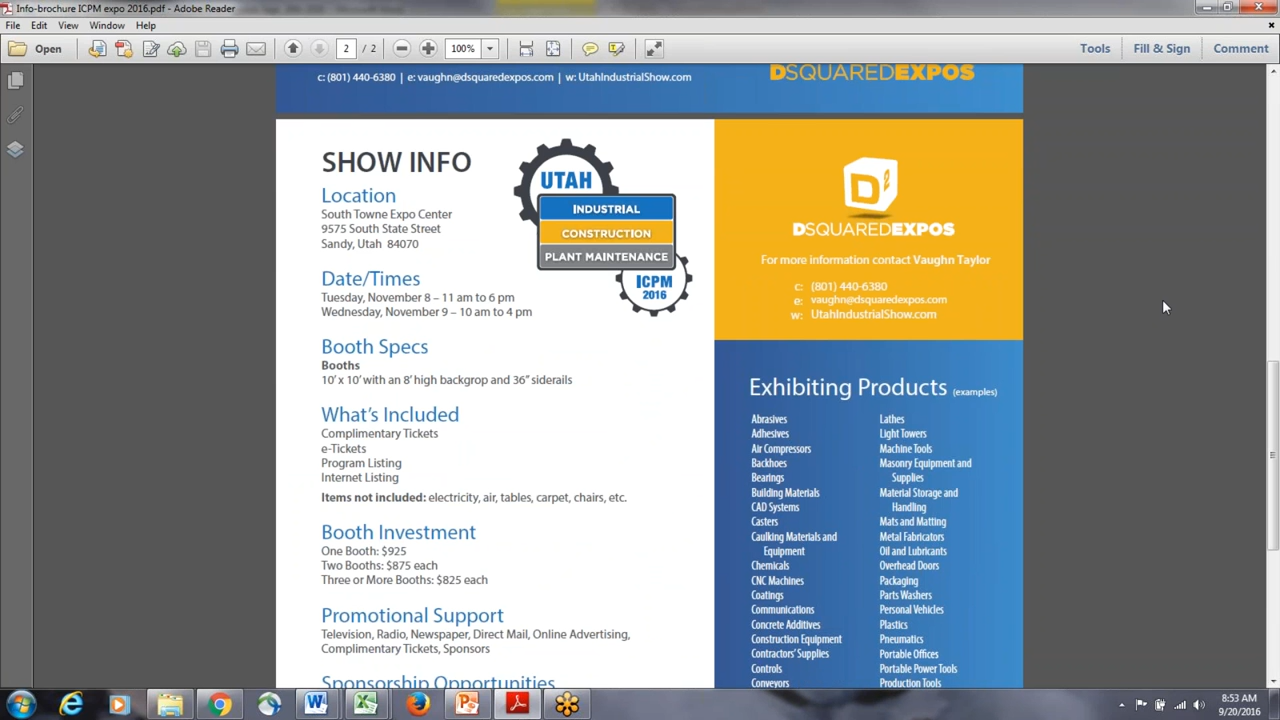 Info-brochure ICPM expo 2016.pdf - Adobe Reader
File Edit View Window Help
Open 2 / 2 100% Tools Fill & Sign Comment
c: (801) 440-6380 | e: vaughn@dsquaredexpos.com | w: UtahIndustrialShow.com
DSQUAREDEXPOS
SHOW INFO
Location
South Towne Expo Center
9575 South State Street
Sandy, Utah 84070
Date/Times
Tuesday, November 8 – 11 am to 6 pm
Wednesday, November 9 – 10 am to 4 pm
Booth Specs
Booths
10' x 10' with an 8' high backgrop and 36" siderails
What's Included
Complimentary Tickets
e-Tickets
Program Listing
Internet Listing
Items not included: electricity, air, tables, carpet, chairs, etc.
Booth Investment
One Booth: $925
Two Booths: $875 each
Three or More Booths: $825 each
Promotional Support
Television, Radio, Newspaper, Direct Mail, Online Advertising,
Complimentary Tickets, Sponsors
Sponsorship Opportunities
UTAH
INDUSTRIAL
CONSTRUCTION
PLANT MAINTENANCE
ICPM
2016
D
DSQUAREDEXPOS
For more information contact Vaughn Taylor
c: (801) 440-6380
e: vaughn@dsquaredexpos.com
w: UtahIndustrialShow.com
Exhibiting Products (examples)
Abrasives
Adhesives
Air Compressors
Backhoes
Bearings
Building Materials
CAD Systems
Casters
Caulking Materials and
Equipment
Chemicals
CNC Machines
Coatings
Communications
Concrete Additives
Construction Equipment
Contractors' Supplies
Controls
Conveyors
Lathes
Light Towers
Machine Tools
Masonry Equipment and
Supplies
Material Storage and
Handling
Mats and Matting
Metal Fabricators
Oil and Lubricants
Overhead Doors
Packaging
Parts Washers
Personal Vehicles
Plastics
Pneumatics
Portable Offices
Portable Power Tools
Production Tools
8:53 AM
9/20/2016